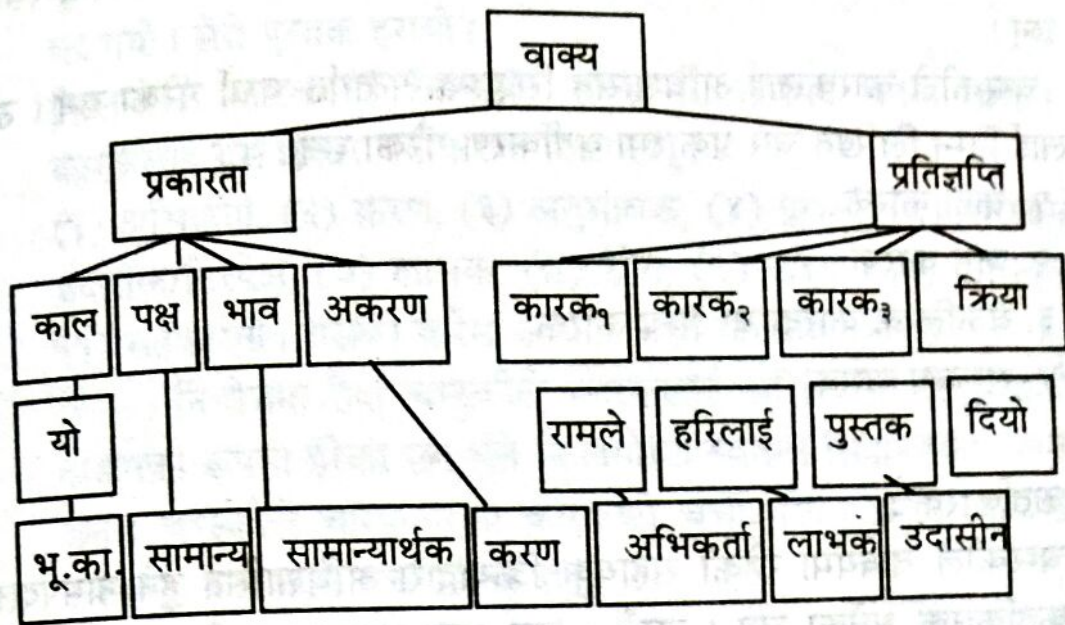 वाक्य
प्रकारता प्रतिज्ञप्ति
काल पक्ष भाव अकरण कारक१ कारक२ कारक३ क्रिया
यो रामले हरिलाई पुस्तक दियो
भू.का. सामान्य सामान्यार्थक करण अभिकर्ता लाभक उदासीन